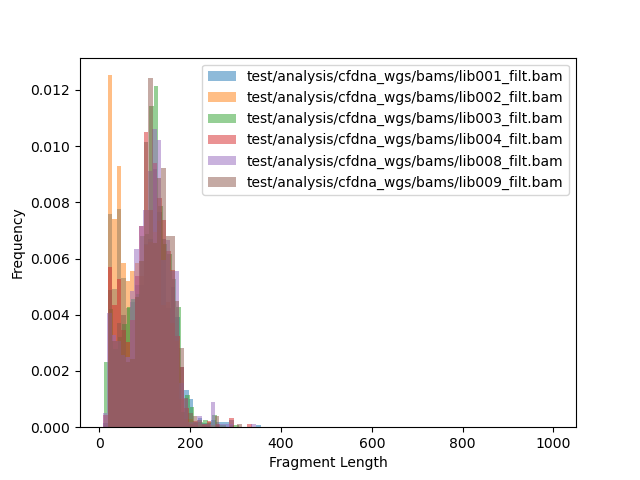 test/analysis/cfdna_wgs/bams/lib001_filt.bam
test/analysis/cfdna_wgs/bams/lib002_filt.bam
test/analysis/cfdna_wgs/bams/lib003_filt.bam
test/analysis/cfdna_wgs/bams/lib004_filt.bam
test/analysis/cfdna_wgs/bams/lib008_filt.bam
test/analysis/cfdna_wgs/bams/lib009_filt.bam
Frequency
0.012
0.010
0.008
0.006
0.004
0.002
0.000
0 200 400 600 800 1000
Fragment Length